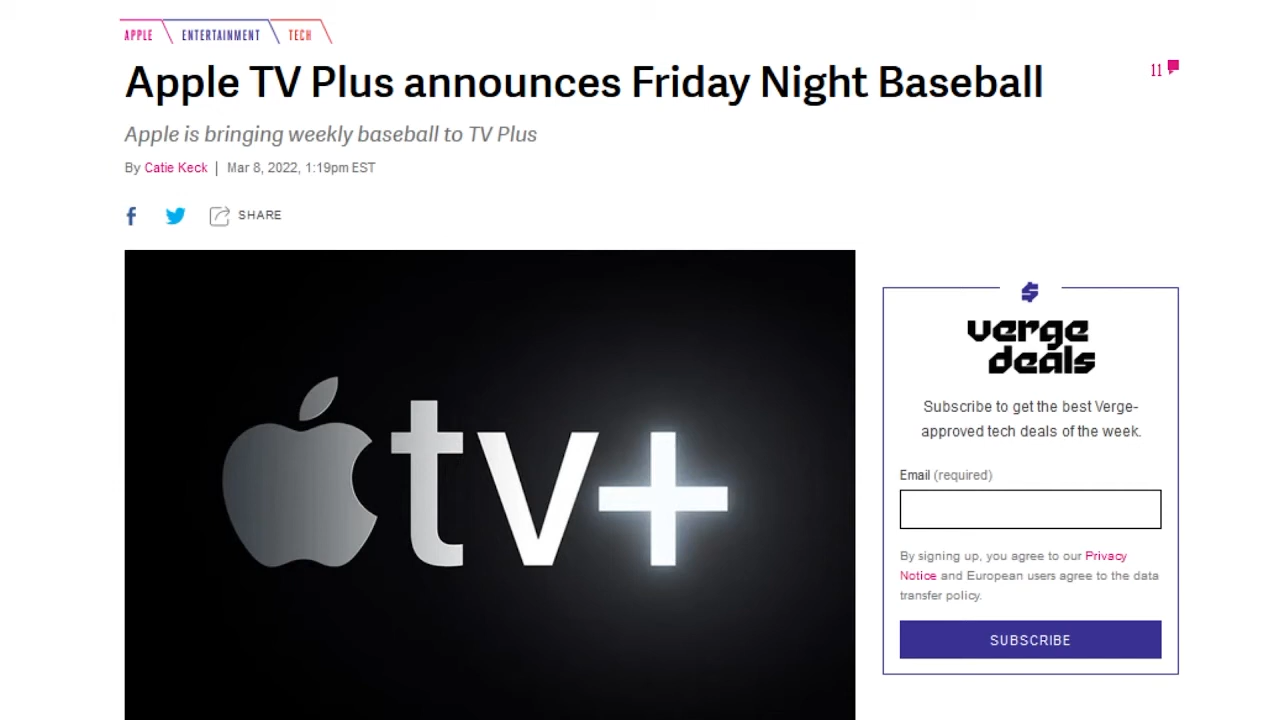 APPLE ENTERTAINMENT TECH
Apple TV Plus announces Friday Night Baseball
11
Apple is bringing weekly baseball to TV Plus
By Catie Keck | Mar 8, 2022, 1:19pm EST
f SHARE
tv+
$
verge
deals
Subscribe to get the best Verge-
approved tech deals of the week.
Email (required)
By signing up, you agree to our Privacy
Notice and European users agree to the data
transfer policy.
SUBSCRIBE